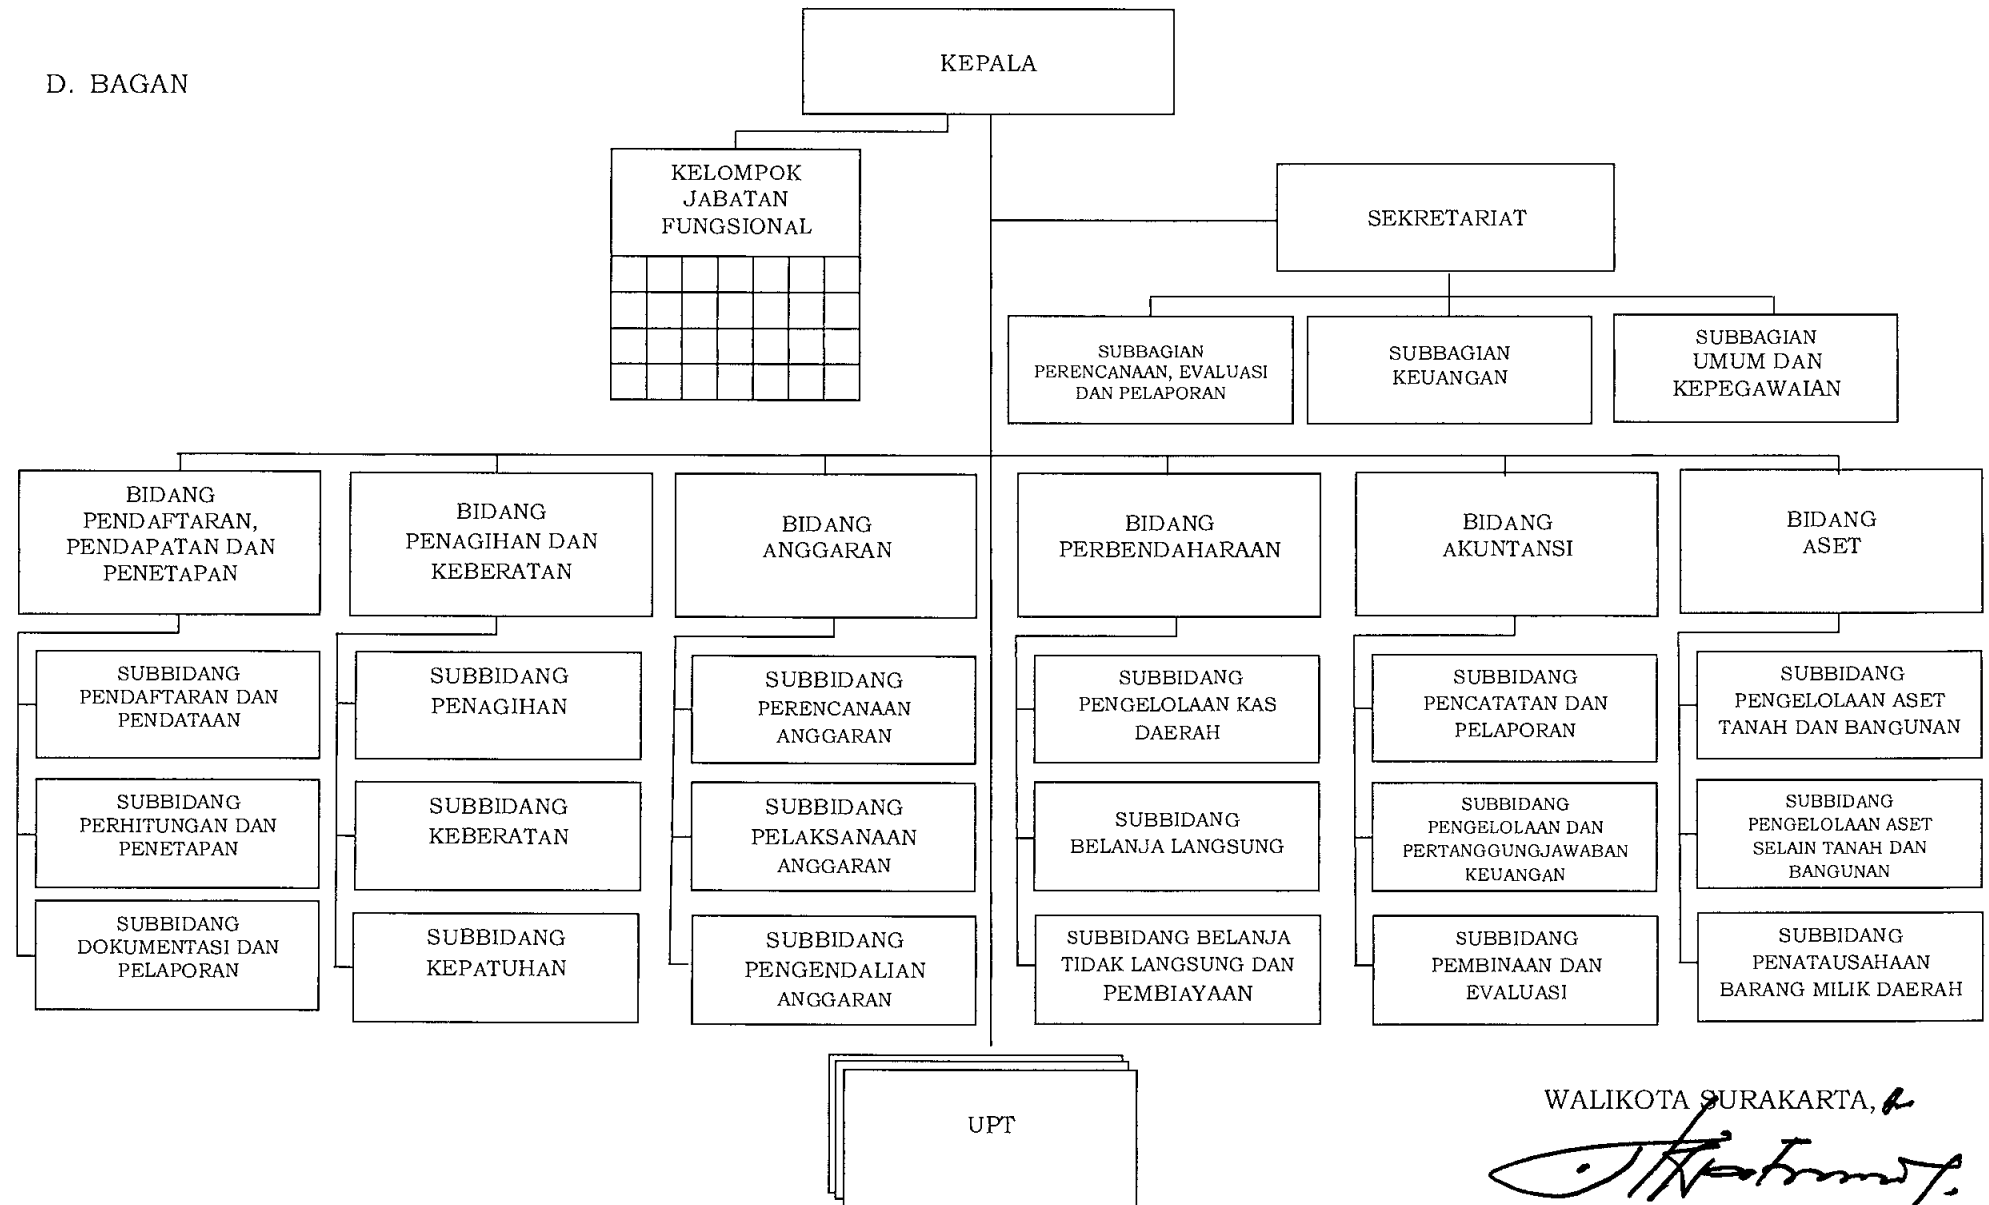 KEPALA
D. BAGAN
KELOMPOK
JABATAN
FUNGSIONAL
SEKRETARIAT
SUBBAGIAN
PERENCANAAN, EVALUASI
DAN PELAPORAN
SUBBAGIAN
KEUANGAN
SUBBAGIAN
UMUM DAN
KEPEGAWAIAN
BIDANG
PENDAFTARAN,
PENDAPATAN DAN
PENETAPAN
BIDANG
PENAGIHAN DAN
KEBERATAN
BIDANG
ANGGARAN
BIDANG
PERBENDAHARAAN
BIDANG
AKUNTANSI
BIDANG
ASET
SUBBIDANG
PENDAFTARAN DAN
PENDATAAN
SUBBIDANG
PENAGIHAN
SUBBIDANG
PERENCANAAN
ANGGARAN
SUBBIDANG
PENGELOLAAN KAS
DAERAH
SUBBIDANG
PENCATATAN DAN
PELAPORAN
SUBBIDANG
PENGELOLAAN ASET
TANAH DAN BANGUNAN
SUBBIDANG
PERHITUNGAN DAN
PENETAPAN
SUBBIDANG
KEBERATAN
SUBBIDANG
PELAKSANAAN
ANGGARAN
SUBBIDANG
BELANJA LANGSUNG
SUBBIDANG
PENGELOLAAN DAN
PERTANGGUNGJAWABAN
KEUANGAN
SUBBIDANG
PENGELOLAAN ASET
SELAIN TANAH DAN
BANGUNAN
SUBBIDANG
DOKUMENTASI DAN
PELAPORAN
SUBBIDANG
KEPATUHAN
SUBBIDANG
PENGENDALIAN
ANGGARAN
SUBBIDANG BELANJA
TIDAK LANGSUNG DAN
PEMBIAYAAN
SUBBIDANG
PEMBINAAN DAN
EVALUASI
SUBBIDANG
PENATAUSAHAAN
BARANG MILIK DAERAH
UPT
WALIKOTA SURAKARTA,